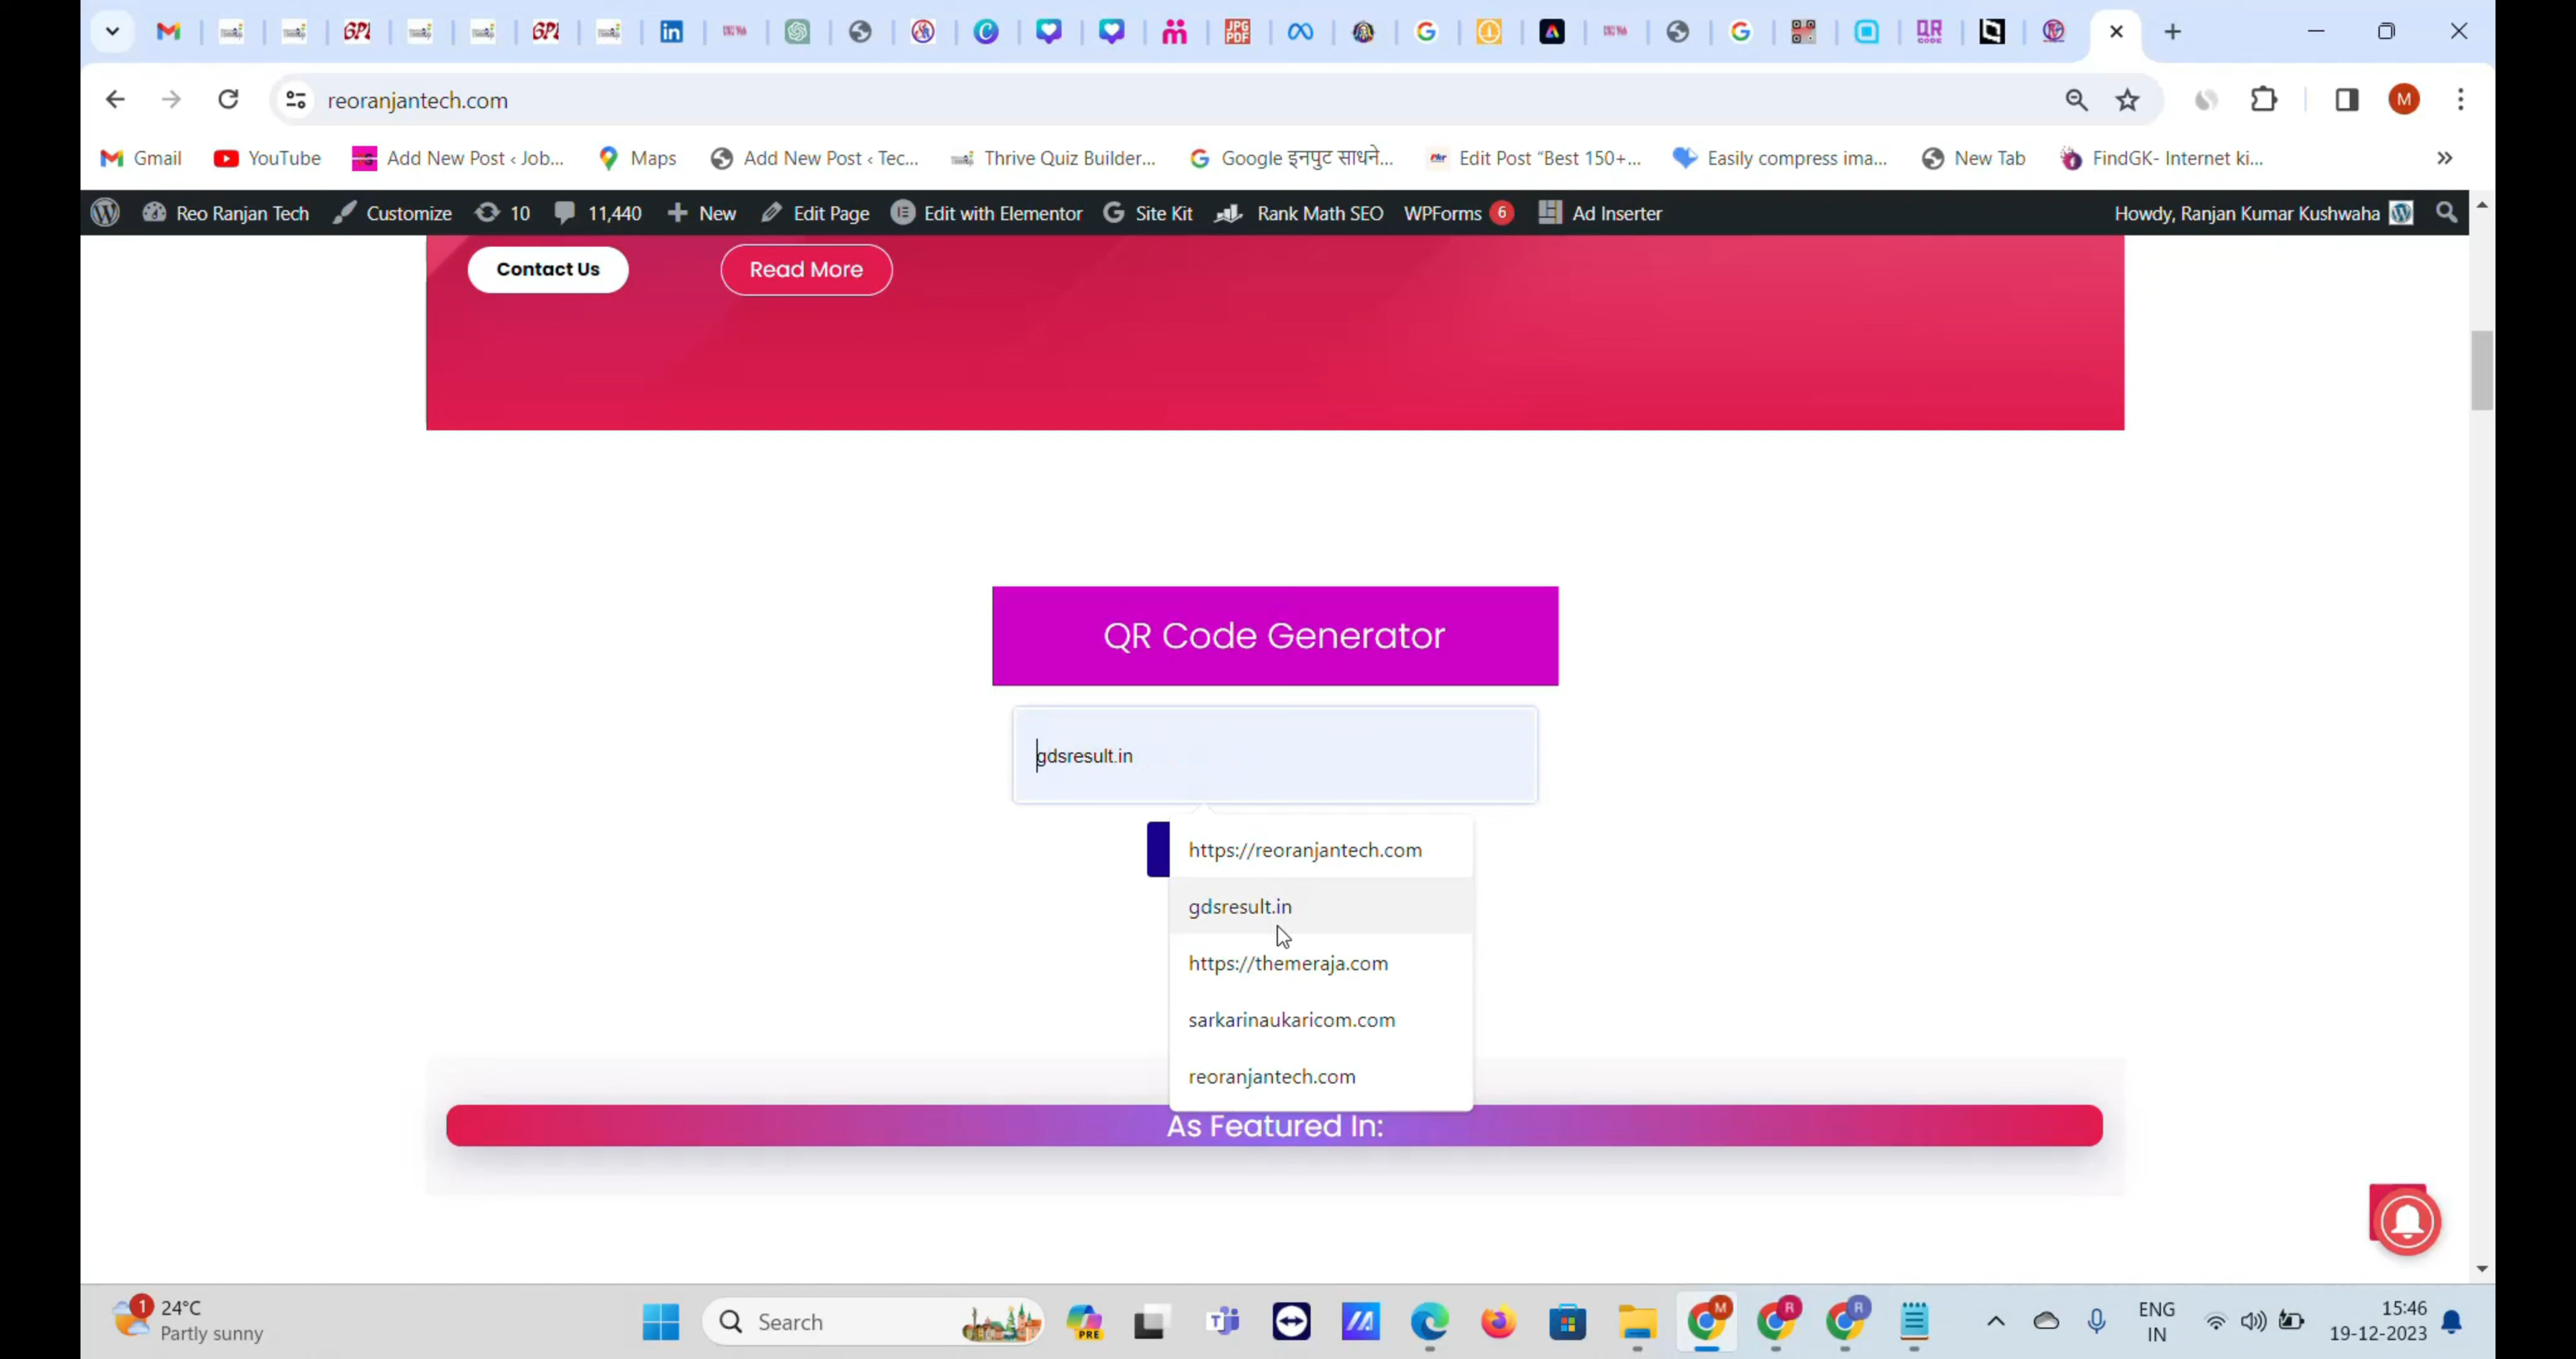 reoranjantech.com
M
Gmail
YouTube
Add New Post ‹ Job...
Maps
Add New Post ‹ Tec...
Thrive Quiz Builder...
Google इनपुट साधने...
Edit Post “Best 150+...
Easily compress ima...
New Tab
FindGK- Internet ki...
Reo Ranjan Tech
Customize
10
11,440
New
Edit Page
Edit with Elementor
Site Kit
Rank Math SEO
WPForms 6
Ad Inserter
Howdy, Ranjan Kumar Kushwaha
Contact Us
Read More
QR Code Generator
gdsresult.in
https://reoranjantech.com
gdsresult.in
https://themeraja.com
sarkarinaukaricom.com
reoranjantech.com
As Featured In:
1
24°C
Partly sunny
Search
PRE
M
R
R
ENG
IN
15:46
19-12-2023